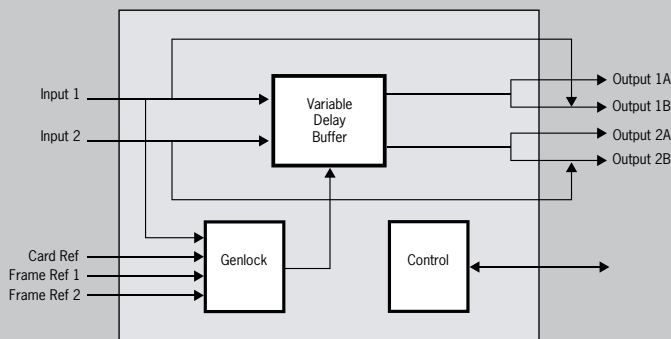 Input 1
Input 2
Variable
Delay
Buffer
Output 1A
Output 1B
Output 2A
Output 2B
Card Ref
Frame Ref 1
Frame Ref 2
Genlock
Control